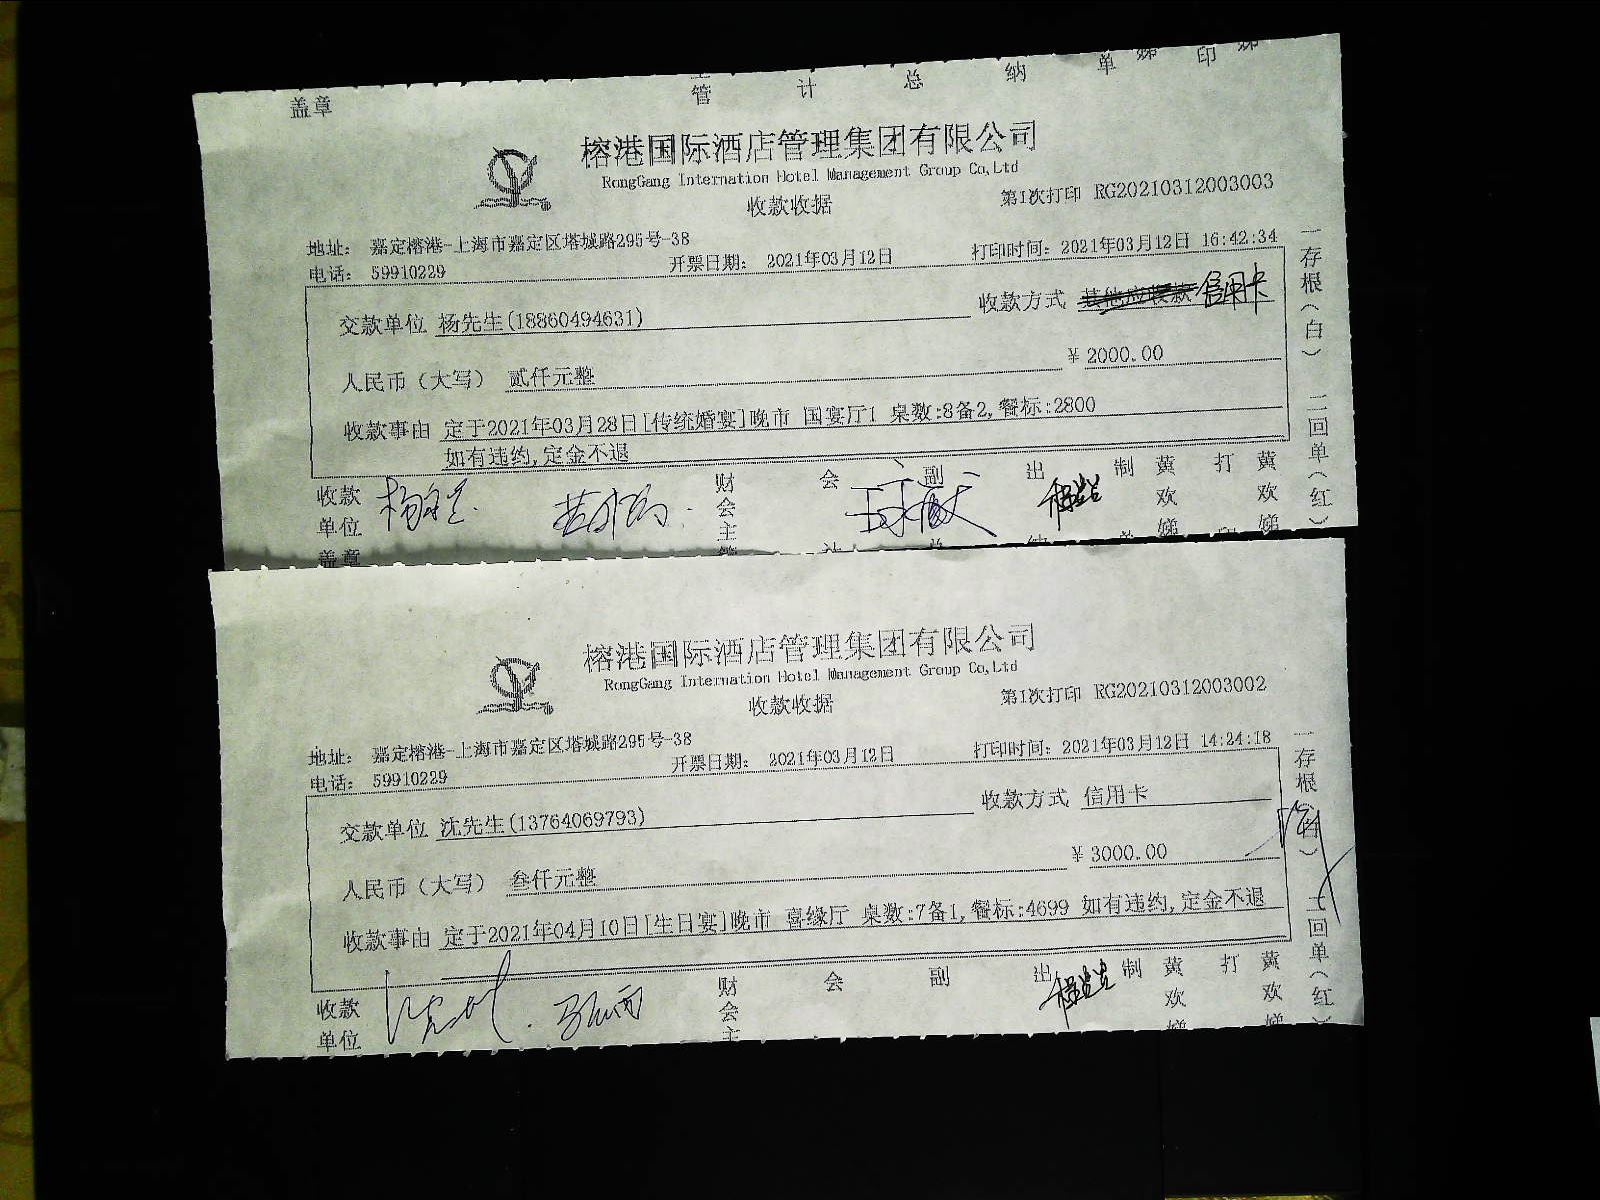 盖章 管 计 总 纳 单 印
榕港国际酒店管理集团有限公司
RongGang Internation Hotel Management Group Co,Ltd
收款收据
第1次打印 RG20210312003003
地址: 嘉定榕港-上海市嘉定区塔城路295号-38
电话: 59910229
开票日期: 2021年03月12日
打印时间: 2021年03月12日 16:42:34
交款单位 杨先生(18860494631)
收款方式 其他应收款 信用卡
人民币(大写) 贰仟元整
¥ 2000.00
收款事由 定于2021年03月28日[传统婚宴]晚市 国宴厅1 桌数:8备2,餐标:2800
如有违约,定金不退
收款单位盖章
财会主管 会计 副总 出纳 制单 黄欢娣 打印 黄欢娣
一存根(白) 二回单(红)
榕港国际酒店管理集团有限公司
RongGang Internation Hotel Management Group Co,Ltd
收款收据
第1次打印 RG20210312003002
地址: 嘉定榕港-上海市嘉定区塔城路295号-38
电话: 59910229
开票日期: 2021年03月12日
打印时间: 2021年03月12日 14:24:18
交款单位 沈先生(13764069793)
收款方式 信用卡
人民币(大写) 叁仟元整
¥ 3000.00
收款事由 定于2021年04月10日[生日宴]晚市 喜缘厅 桌数:7备1,餐标:4699 如有违约,定金不退
收款单位
财会主 会 副 出 制 黄欢娣 打 黄欢娣
一存根(白) 二回单(红)